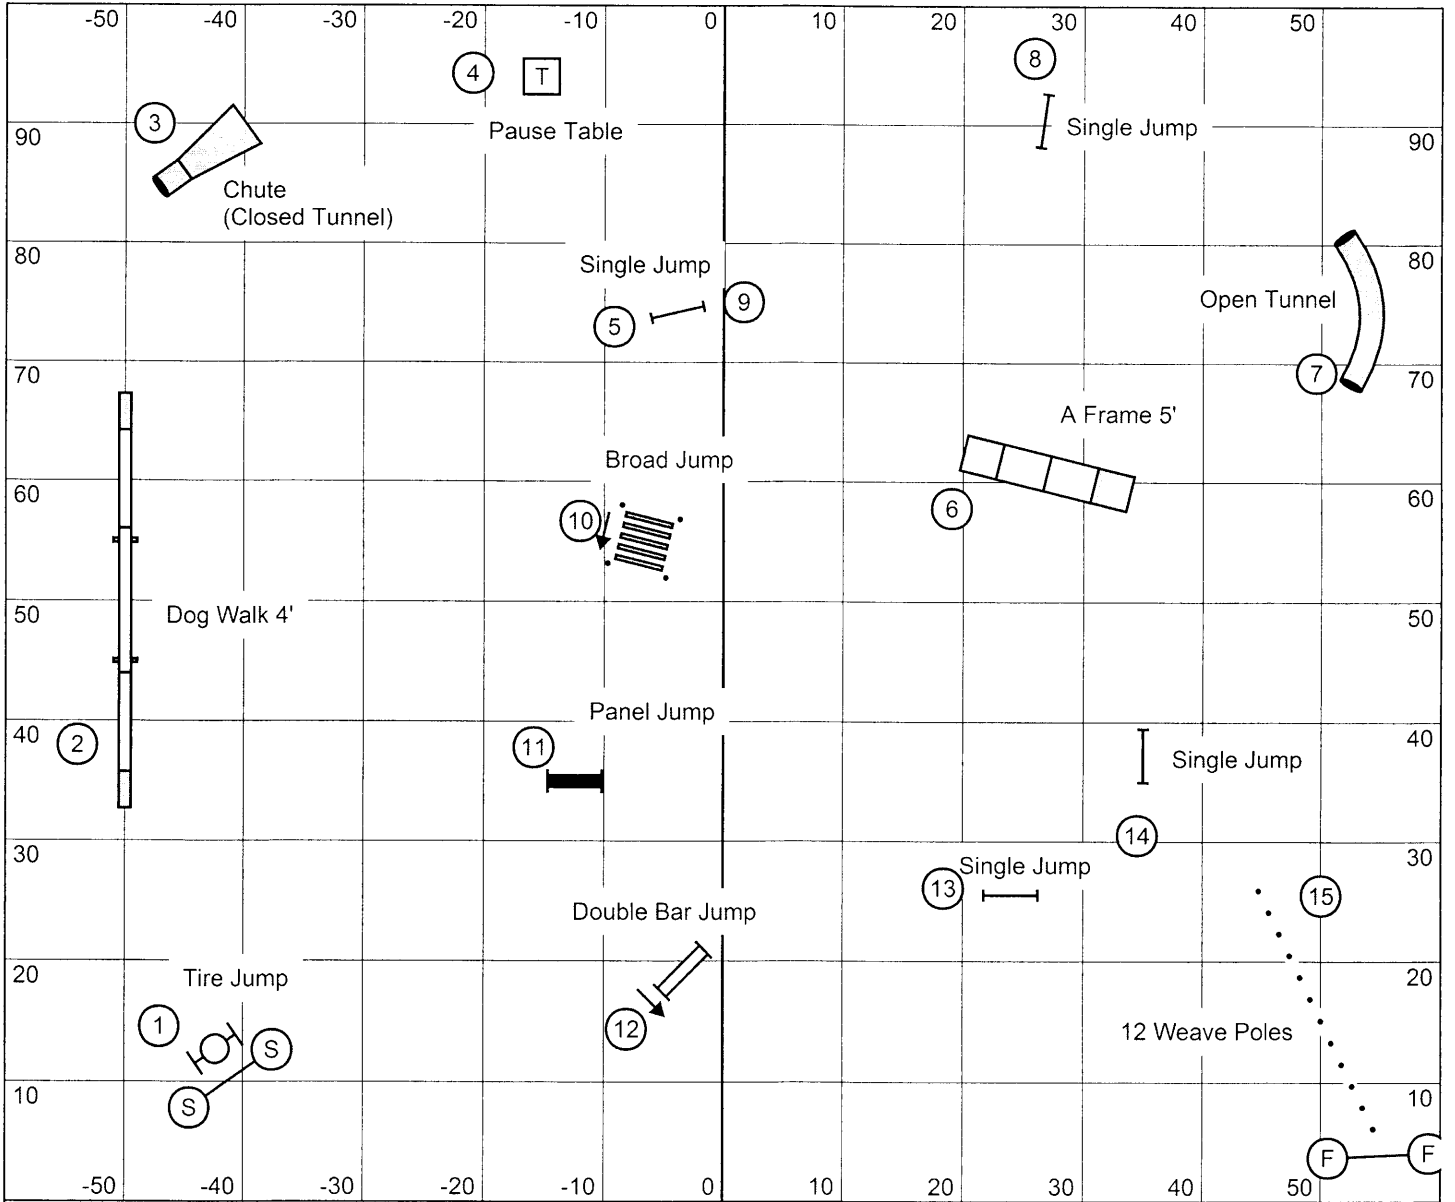 -50 -40 -30 -20 -10 0 10 20 30 40 50
8
4 T
3
90 Pause Table Single Jump 90
Chute
(Closed Tunnel)
80 Single Jump 80
9 Open Tunnel
5
70 7 70
A Frame 5'
Broad Jump
60 60
6
10
50 Dog Walk 4' 50
Panel Jump
40 40
2 11 Single Jump
14
30 30
Single Jump
13 15
Double Bar Jump
20 Tire Jump 20
1 12 12 Weave Poles
S
10 S 10
F F
-50 -40 -30 -20 -10 0 10 20 30 40 50